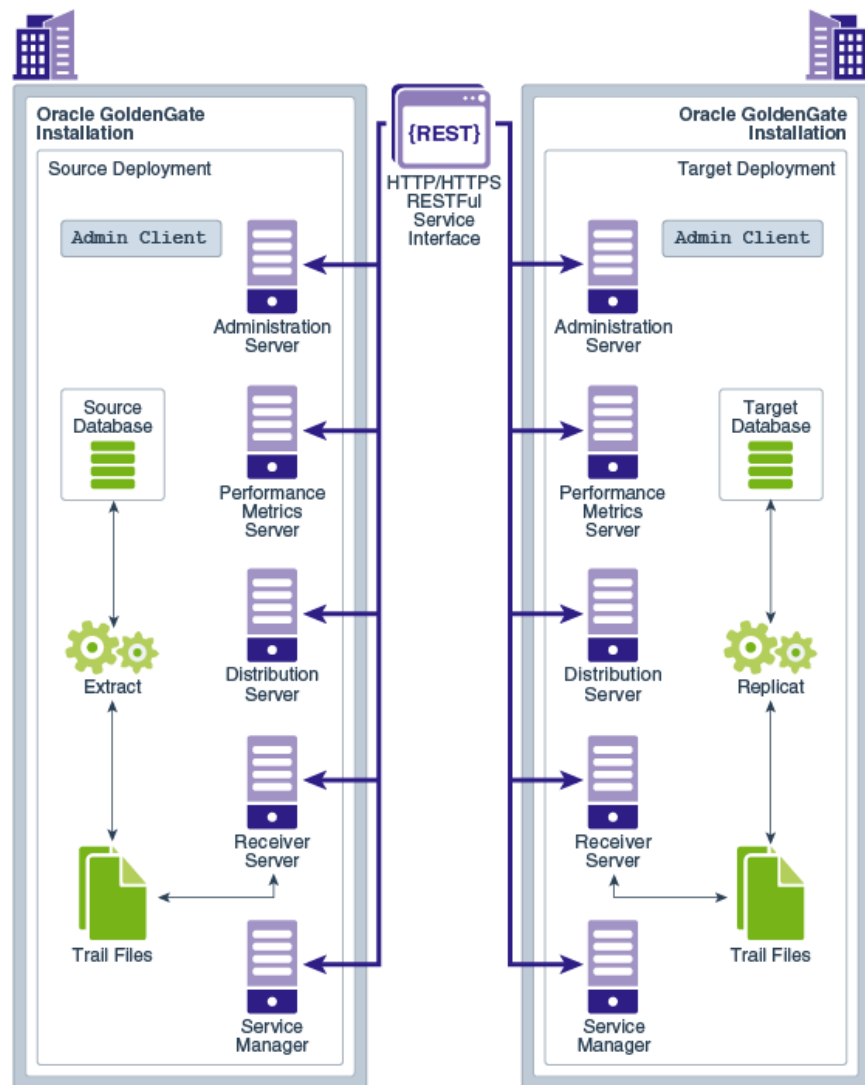 Oracle GoldenGate
Installation
Source Deployment
Admin Client
Administration
Server
Source
Database
Performance
Metrics
Server
Extract
Distribution
Server
Receiver
Server
Trail Files
Service
Manager
{REST}
HTTP/HTTPS
RESTFul
Service
Interface
Oracle GoldenGate
Installation
Target Deployment
Admin Client
Administration
Server
Target
Database
Performance
Metrics
Server
Distribution
Server
Replicat
Receiver
Server
Trail Files
Service
Manager